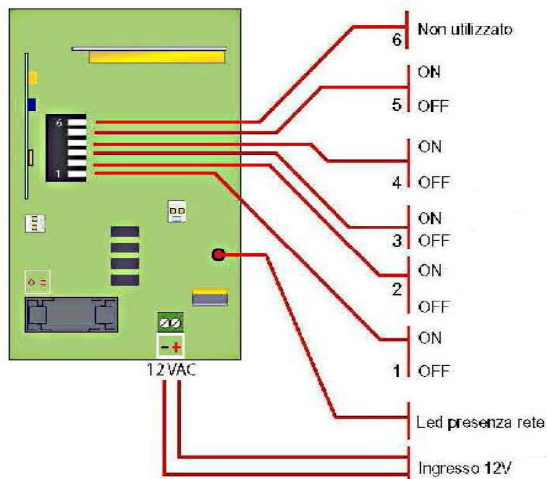 6 Non utilizzato
ON
5 OFF
ON
4 OFF
ON
3 OFF
ON
2 OFF
ON
1 OFF
Led presenza rete
Ingresso 12V
6
1
- +
12 VAC